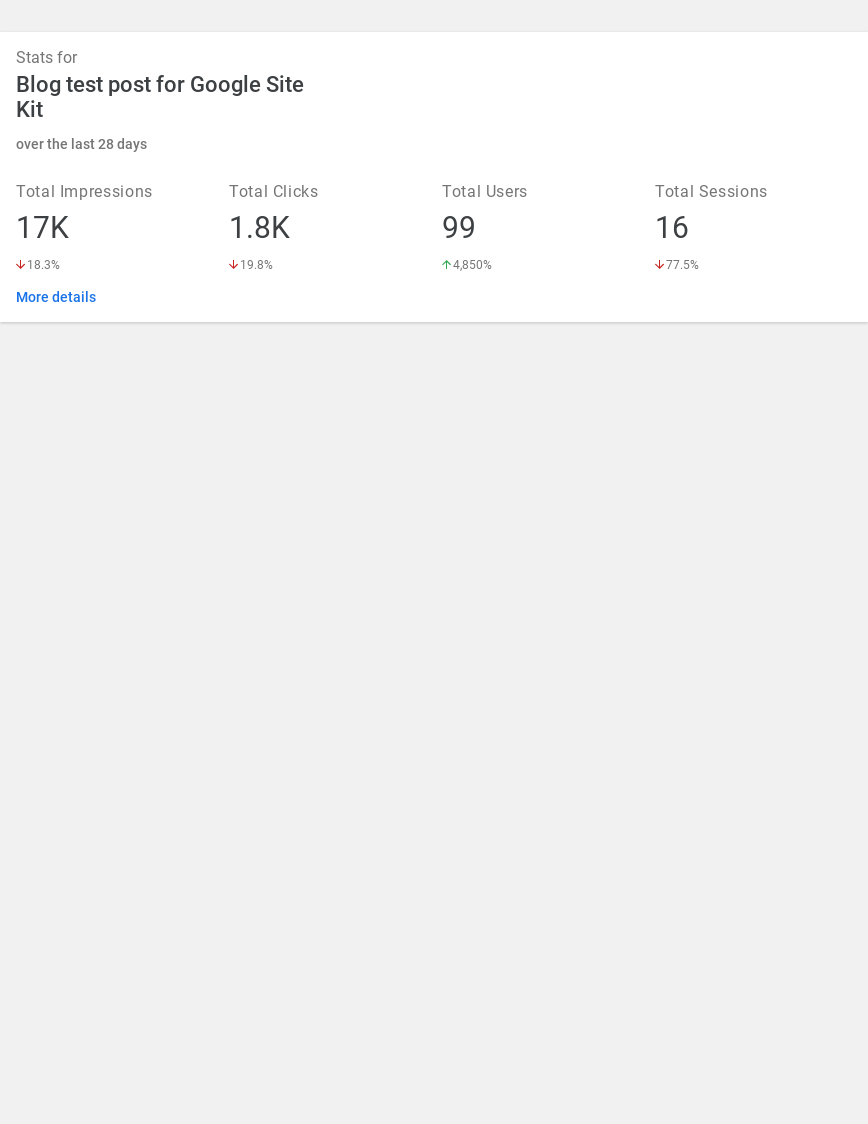 Stats for
Blog test post for Google Site
Kit
over the last 28 days
Total Impressions
17K
18.3%
Total Clicks
1.8K
19.8%
Total Users
99
4,850%
Total Sessions
16
77.5%
More details